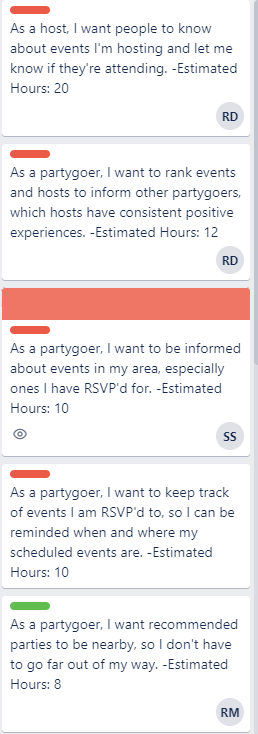 As a host, I want people to know
about events I'm hosting and let me
know if they're attending. -Estimated
Hours: 20
RD
As a partygoer, I want to rank events
and hosts to inform other partygoers,
which hosts have consistent positive
experiences. -Estimated Hours: 12
RD
As a partygoer, I want to be informed
about events in my area, especially
ones I have RSVP'd for. -Estimated
Hours: 10
SS
As a partygoer, I want to keep track
of events I am RSVP'd to, so I can be
reminded when and where my
scheduled events are. -Estimated
Hours: 10
As a partygoer, I want recommended
parties to be nearby, so I don't have
to go far out of my way. -Estimated
Hours: 8
RM